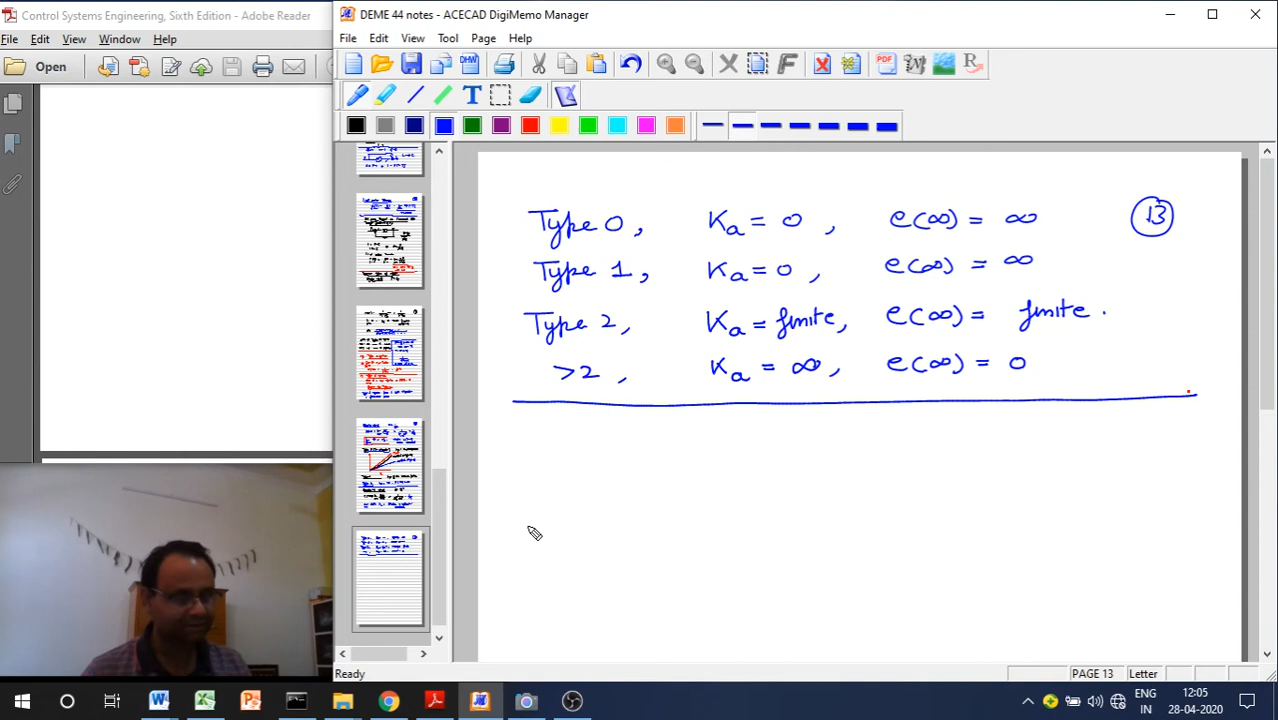 Control Systems Engineering, Sixth Edition - Adobe Reader
File Edit View Window Help
Open
DEME 44 notes - ACECAD DigiMemo Manager
File Edit View Tool Page Help
Type 0, Ka = 0 , e(∞) = ∞ 13
Type 1, Ka = 0 , e(∞) = ∞
Type 2, Ka = finite, e(∞) = finite.
>2 , Ka = ∞, e(∞) = 0
Ready PAGE 13 Letter
ENG 12:05
IN 28-04-2020